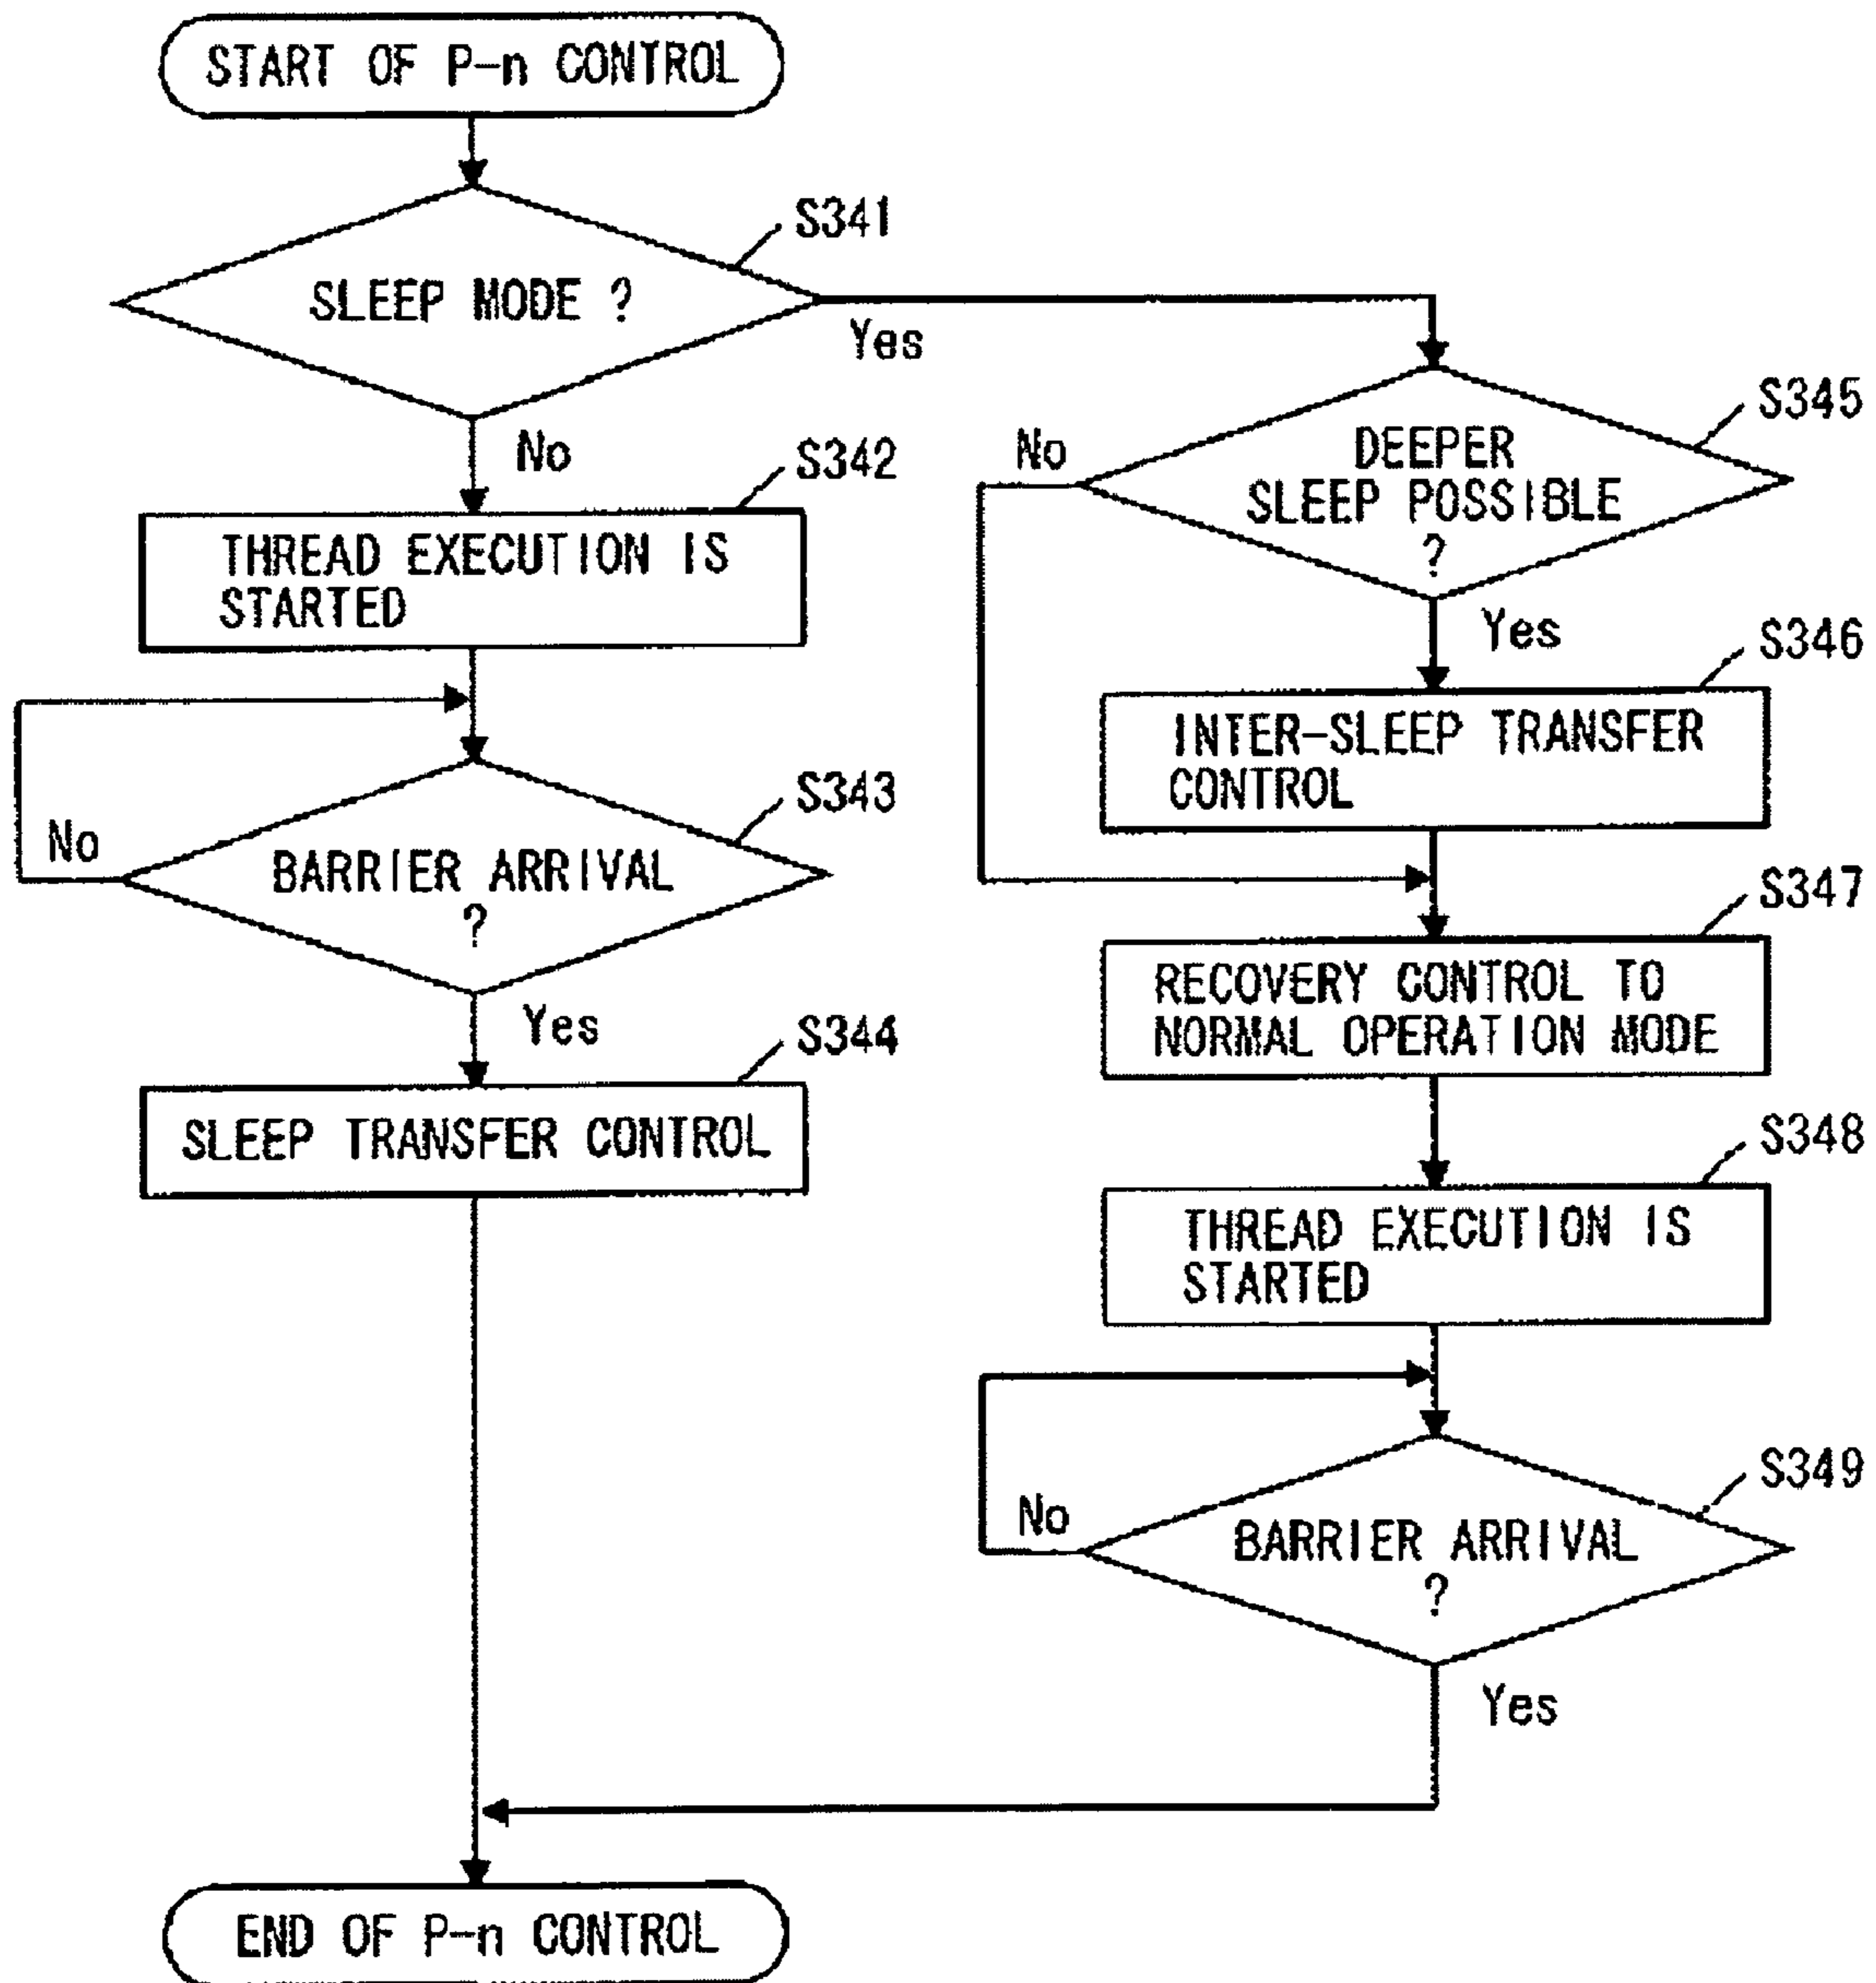 START OF P-n CONTROL
S341
SLEEP MODE ?
Yes
No
S342
THREAD EXECUTION IS
STARTED
S343
No
BARRIER ARRIVAL
?
Yes
S344
SLEEP TRANSFER CONTROL
S345
No
DEEPER
SLEEP POSSIBLE
?
Yes
S346
INTER-SLEEP TRANSFER
CONTROL
S347
RECOVERY CONTROL TO
NORMAL OPERATION MODE
S348
THREAD EXECUTION IS
STARTED
S349
No
BARRIER ARRIVAL
?
Yes
END OF P-n CONTROL